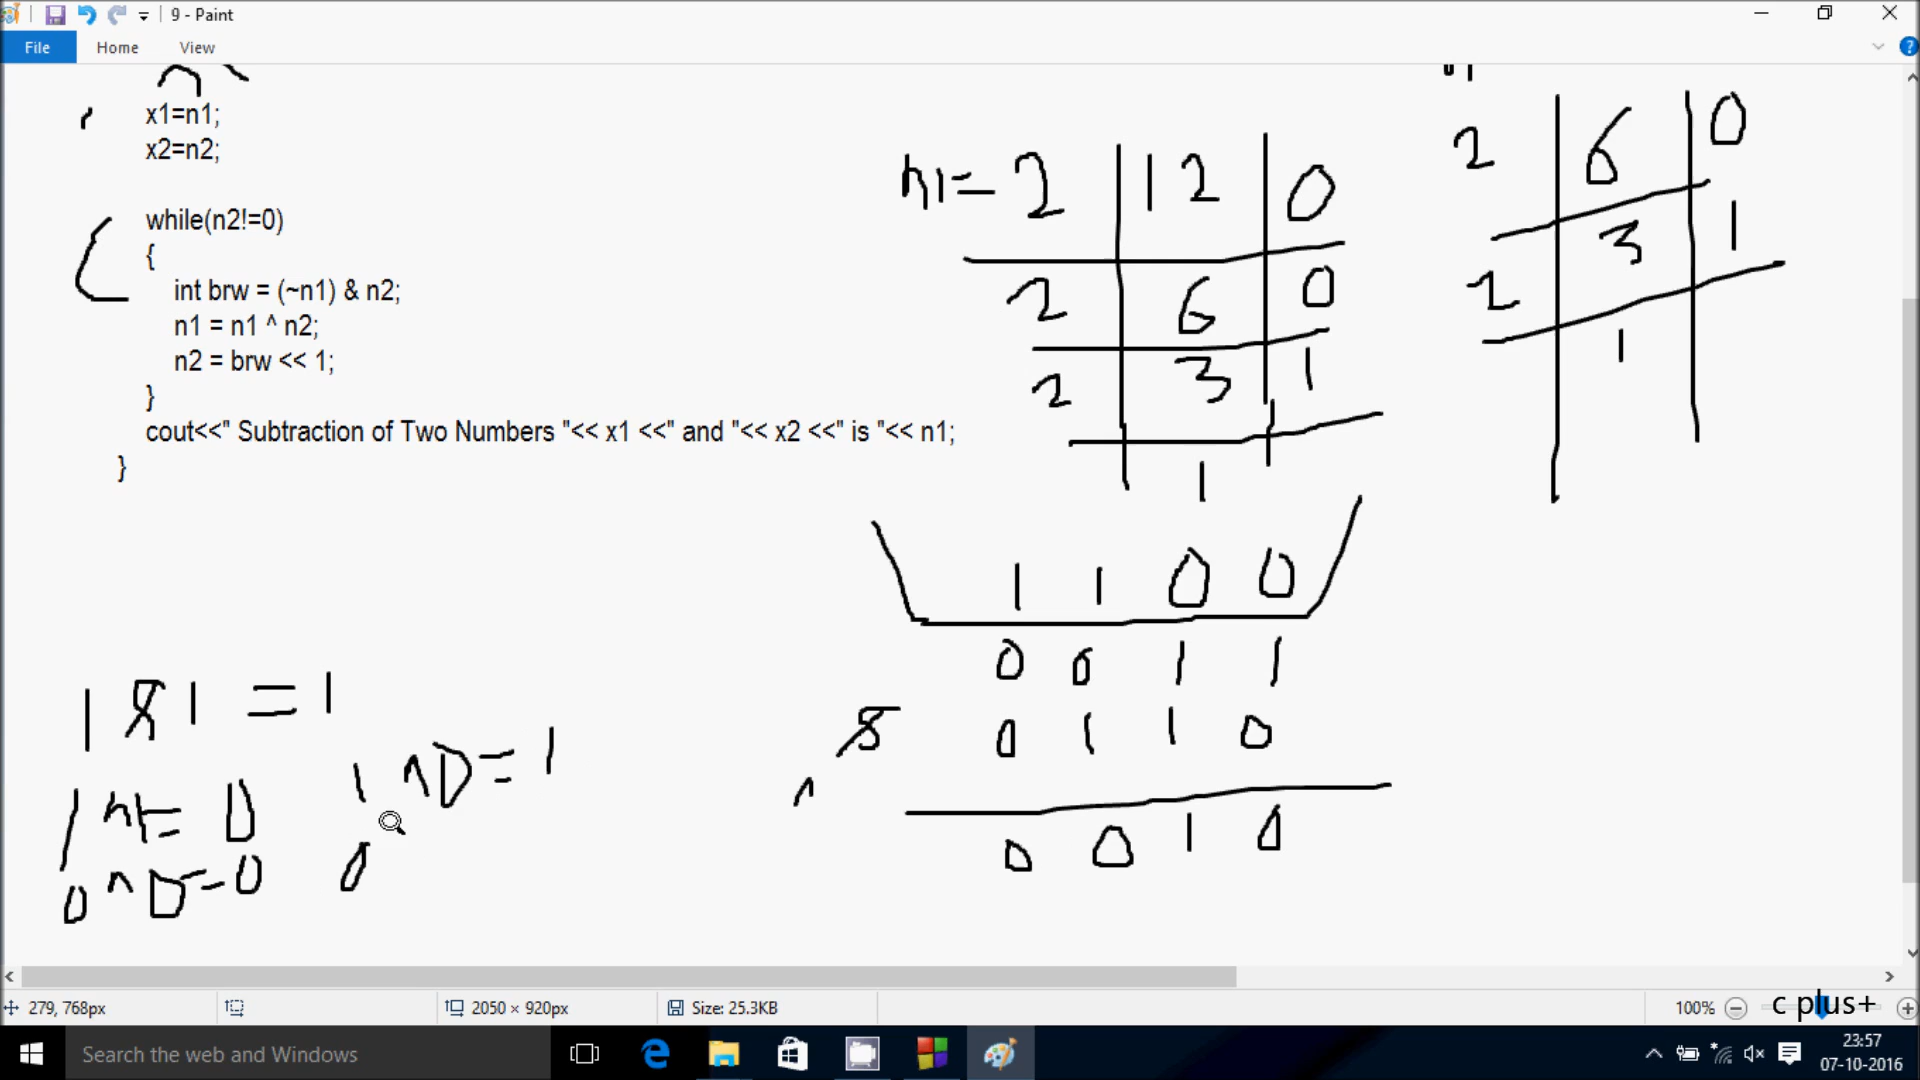 9 - Paint
File Home View
x1=n1;
x2=n2;
while(n2!=0)
{
int brw = (~n1) & n2;
n1 = n1 ^ n2;
n2 = brw << 1;
}
cout<<" Subtraction of Two Numbers "<< x1 <<" and "<< x2 <<" is "<< n1;
}
n1= 2 12 0
2 6 0
2 3 1
1
2 6 0
2 3 1
1
1 1 0 0
0 0 1 1
& 0 1 1 0
^
0 0 1 0
1 & 1 = 1
1 ^ 1 = 0
0 ^ 0 = 0
1 ^ 0 = 1
0
279, 768px
2050 × 920px
Size: 25.3KB
100%
c plus+
Search the web and Windows
23:57
07-10-2016